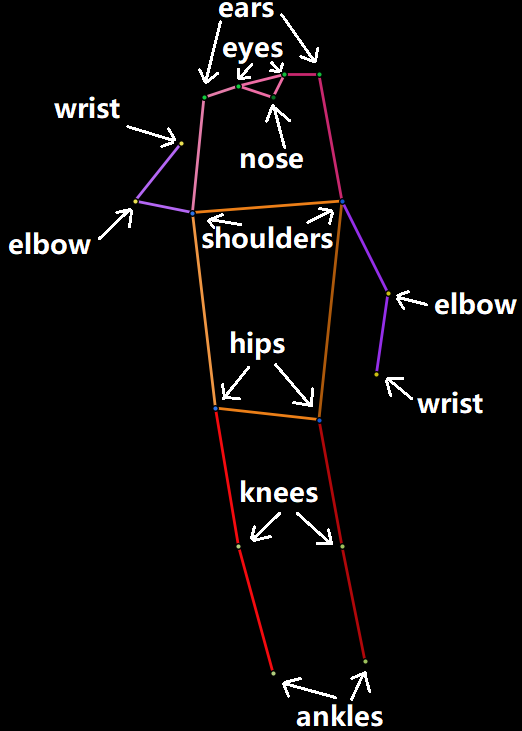 ears
eyes
wrist
nose
elbow
shoulders
elbow
hips
wrist
knees
ankles